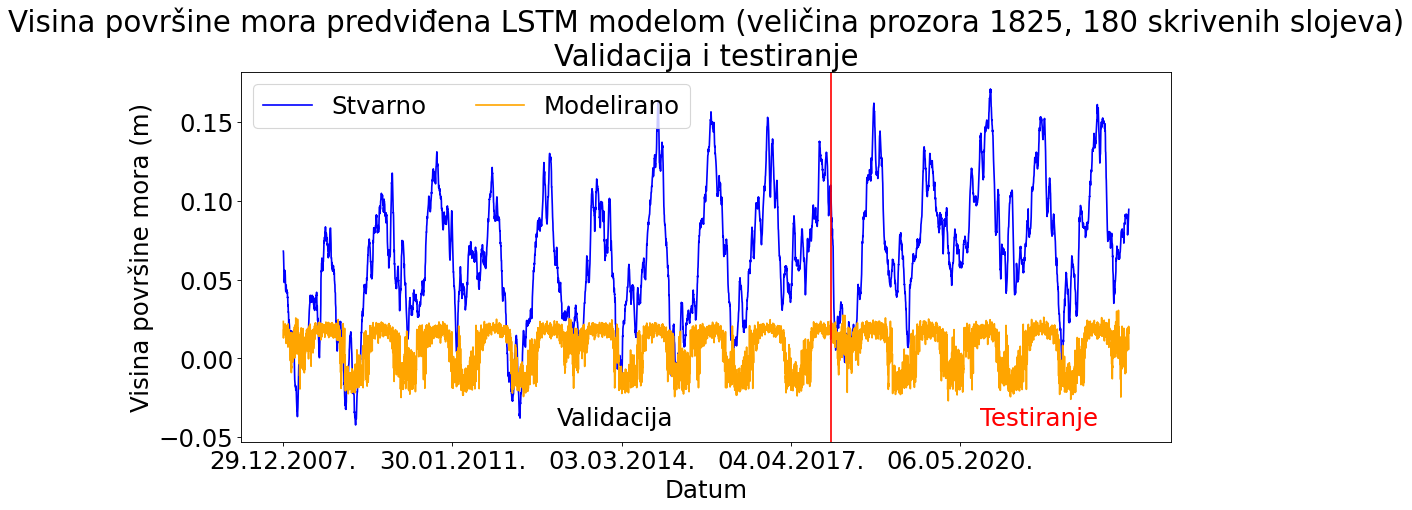 Visina površine mora predviđena LSTM modelom (veličina prozora 1825, 180 skrivenih slojeva)
Validacija i testiranje
Stvarno
Modelirano
Visina površine mora (m)
0.15
0.10
0.05
0.00
−0.05
Validacija
Testiranje
29.12.2007.
30.01.2011.
03.03.2014.
04.04.2017.
06.05.2020.
Datum